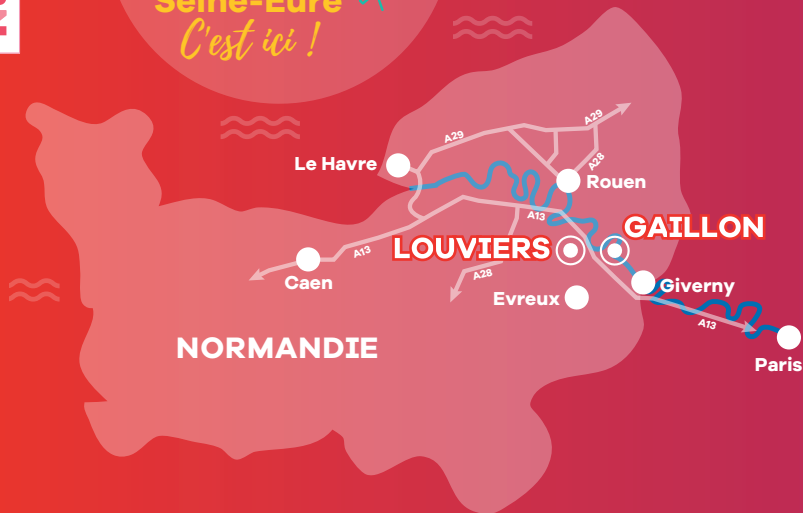 Seine-Eure
C'est ici !
A29
A29
Le Havre
A28
Rouen
A13
GAILLON
LOUVIERS
A13
A28
Caen
Giverny
Evreux
A13
NORMANDIE
Paris